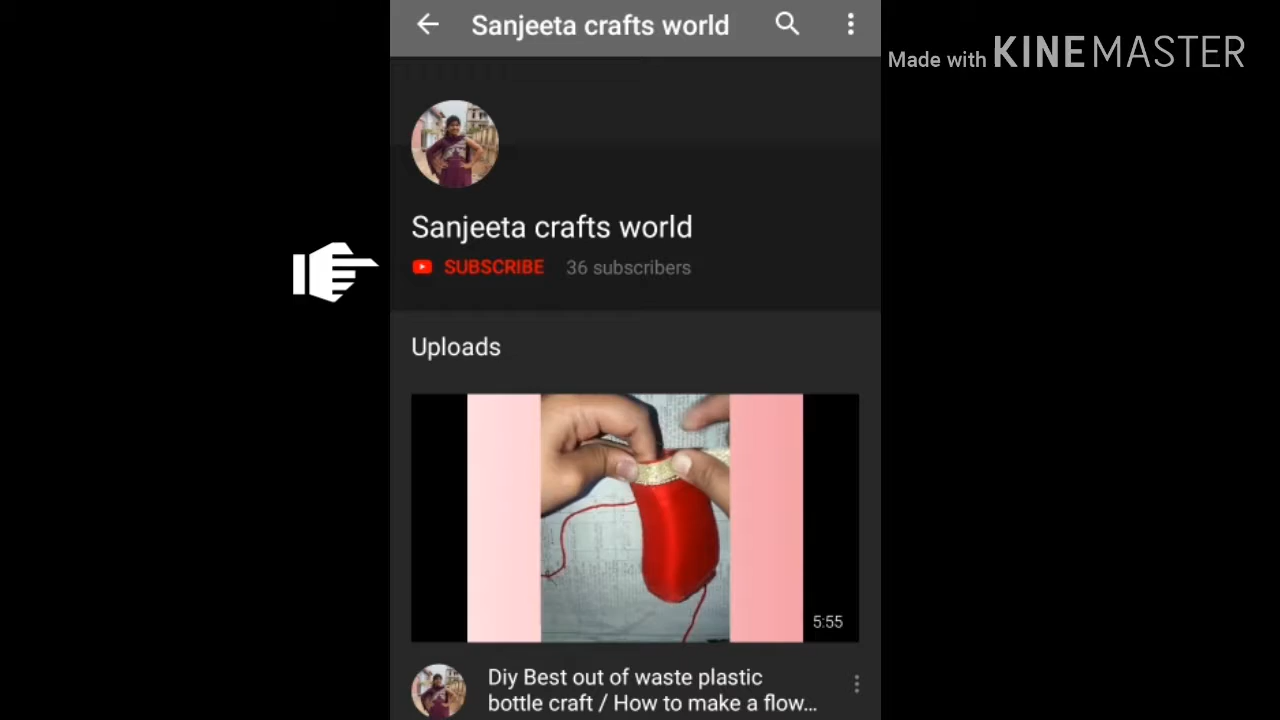 Sanjeeta crafts world
Made with KINEMASTER
Sanjeeta crafts world
SUBSCRIBE 36 subscribers
Uploads
5:55
Diy Best out of waste plastic
bottle craft / How to make a flow...